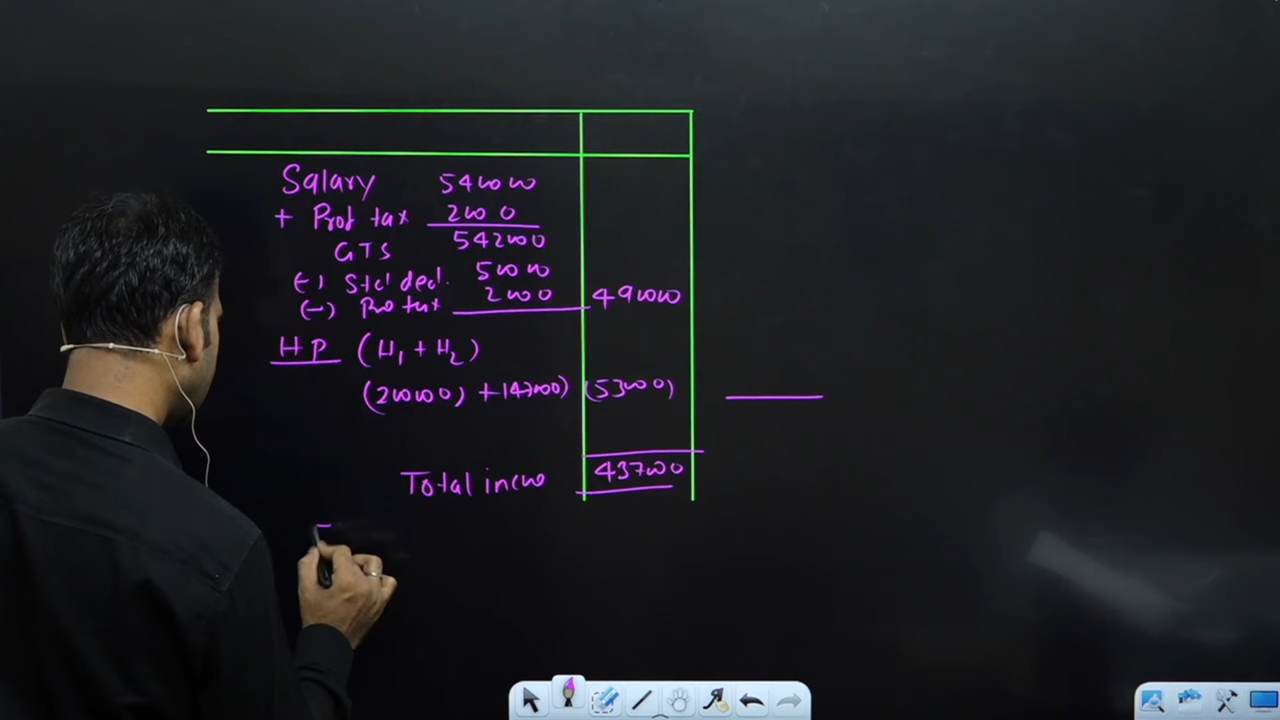 Salary 540000
+ Prof tax 2000
GTS 542000
(-) Std ded. 50000
(-) Pro tax 2000 490000
HP (H1 + H2)
(200000) + 147000) (53000)
Total income 437000